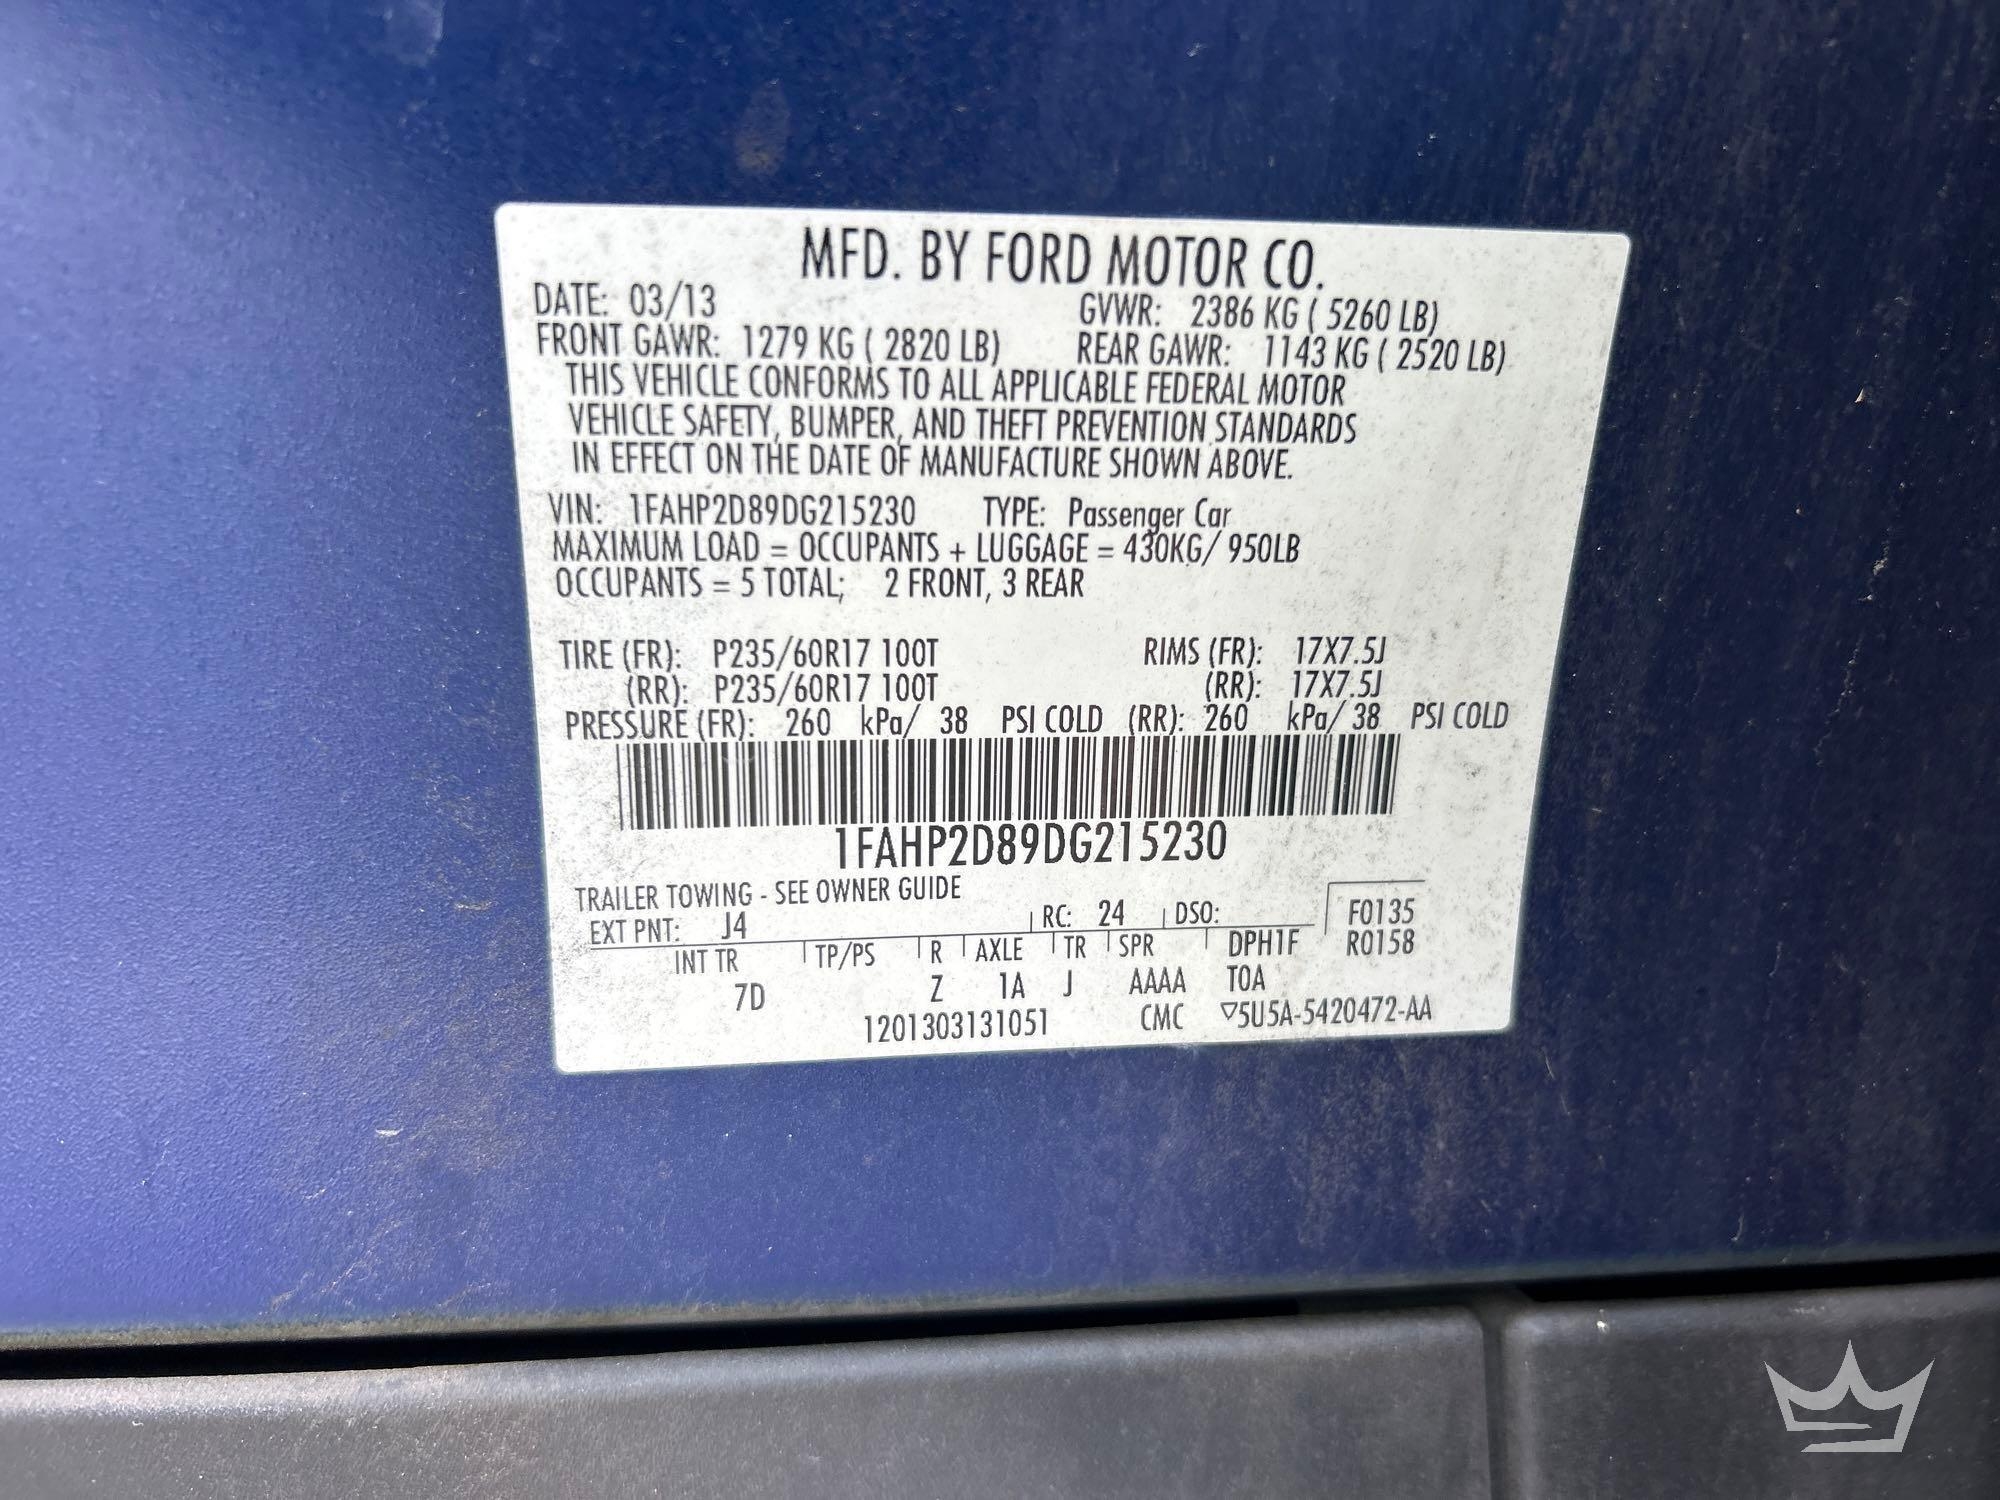 MFD. BY FORD MOTOR CO.
DATE: 03/13 GVWR: 2386 KG ( 5260 LB)
FRONT GAWR: 1279 KG ( 2820 LB) REAR GAWR: 1143 KG ( 2520 LB)
THIS VEHICLE CONFORMS TO ALL APPLICABLE FEDERAL MOTOR
VEHICLE SAFETY, BUMPER, AND THEFT PREVENTION STANDARDS
IN EFFECT ON THE DATE OF MANUFACTURE SHOWN ABOVE.
VIN: 1FAHP2D89DG215230 TYPE: Passenger Car
MAXIMUM LOAD = OCCUPANTS + LUGGAGE = 430KG/ 950LB
OCCUPANTS = 5 TOTAL; 2 FRONT, 3 REAR
TIRE (FR): P235/60R17 100T RIMS (FR): 17X7.5J
(RR): P235/60R17 100T (RR): 17X7.5J
PRESSURE (FR): 260 kPa/ 38 PSI COLD (RR): 260 kPa/ 38 PSI COLD
1FAHP2D89DG215230
TRAILER TOWING - SEE OWNER GUIDE
EXT PNT: J4 RC: 24 DSO: F0135
INT TR TP/PS R AXLE TR SPR DPH1F R0158
7D Z 1A J AAAA T0A
1201303131051 CMC ▽5U5A-5420472-AA